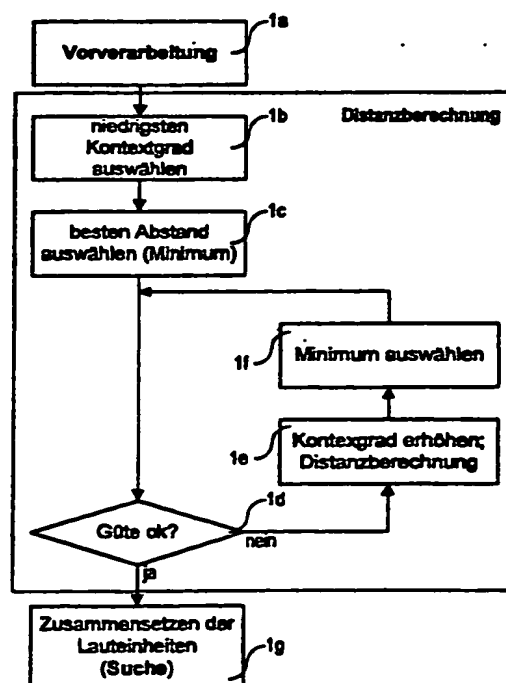 1a
Vorverarbeitung
Distanzberechnung
1b
niedrigsten
Kontextgrad
auswählen
1c
besten Abstand
auswählen (Minimum)
1f
Minimum auswählen
1e
Kontexgrad erhöhen;
Distanzberechnung
1d
Güte ok?
nein
ja
Zusammensetzen der
Lauteinheiten
(Suche)
1g